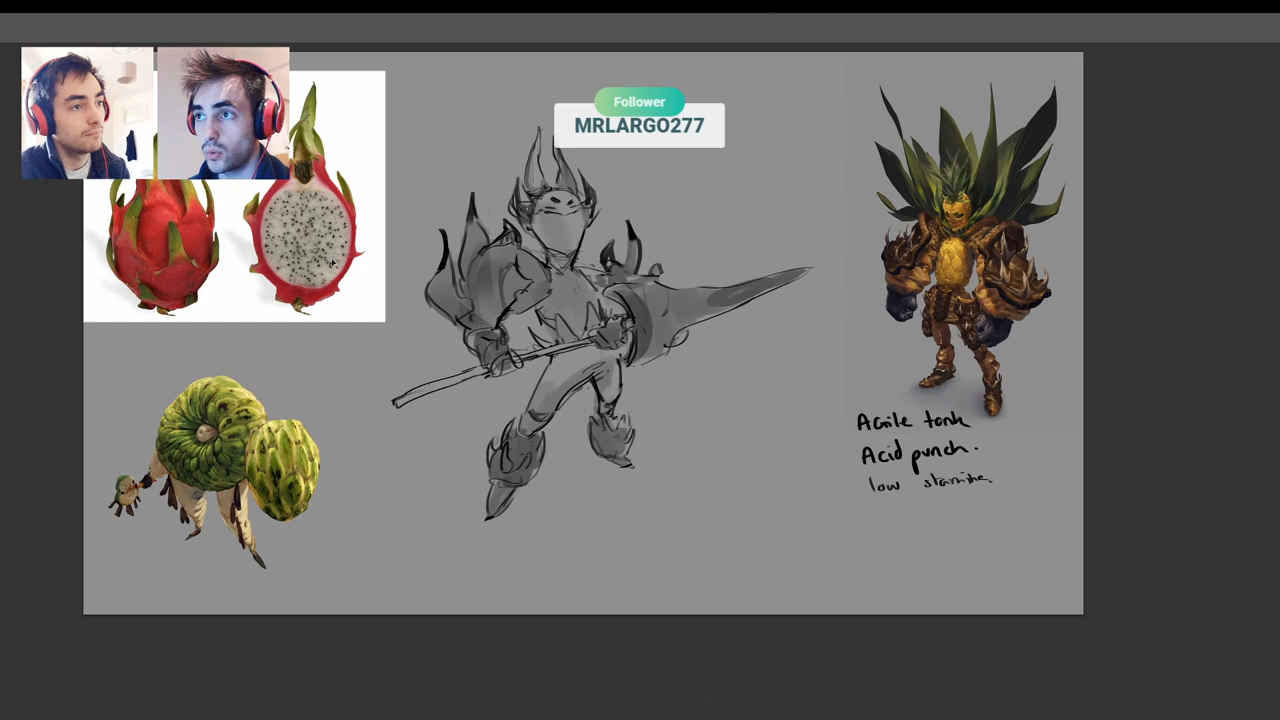 Follower
MRLARGO277
Agile tank
Acid punch.
low stamina